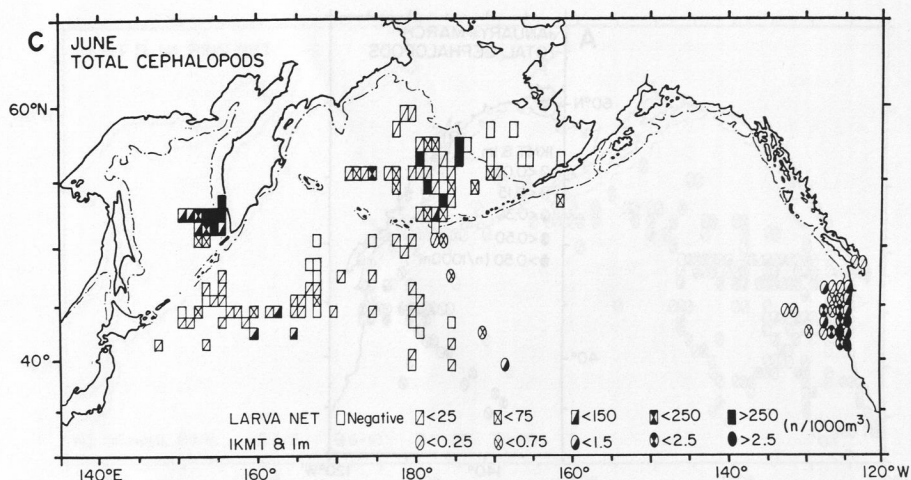 C
JUNE
TOTAL CEPHALOPODS
60°N
40°
LARVA NET Negative <25 <75 <150 <250 >250 (n/1000m³)
IKMT & 1m <0.25 <0.75 <1.5 <2.5 >2.5
140°E 160° 180° 160° 140° 120°W